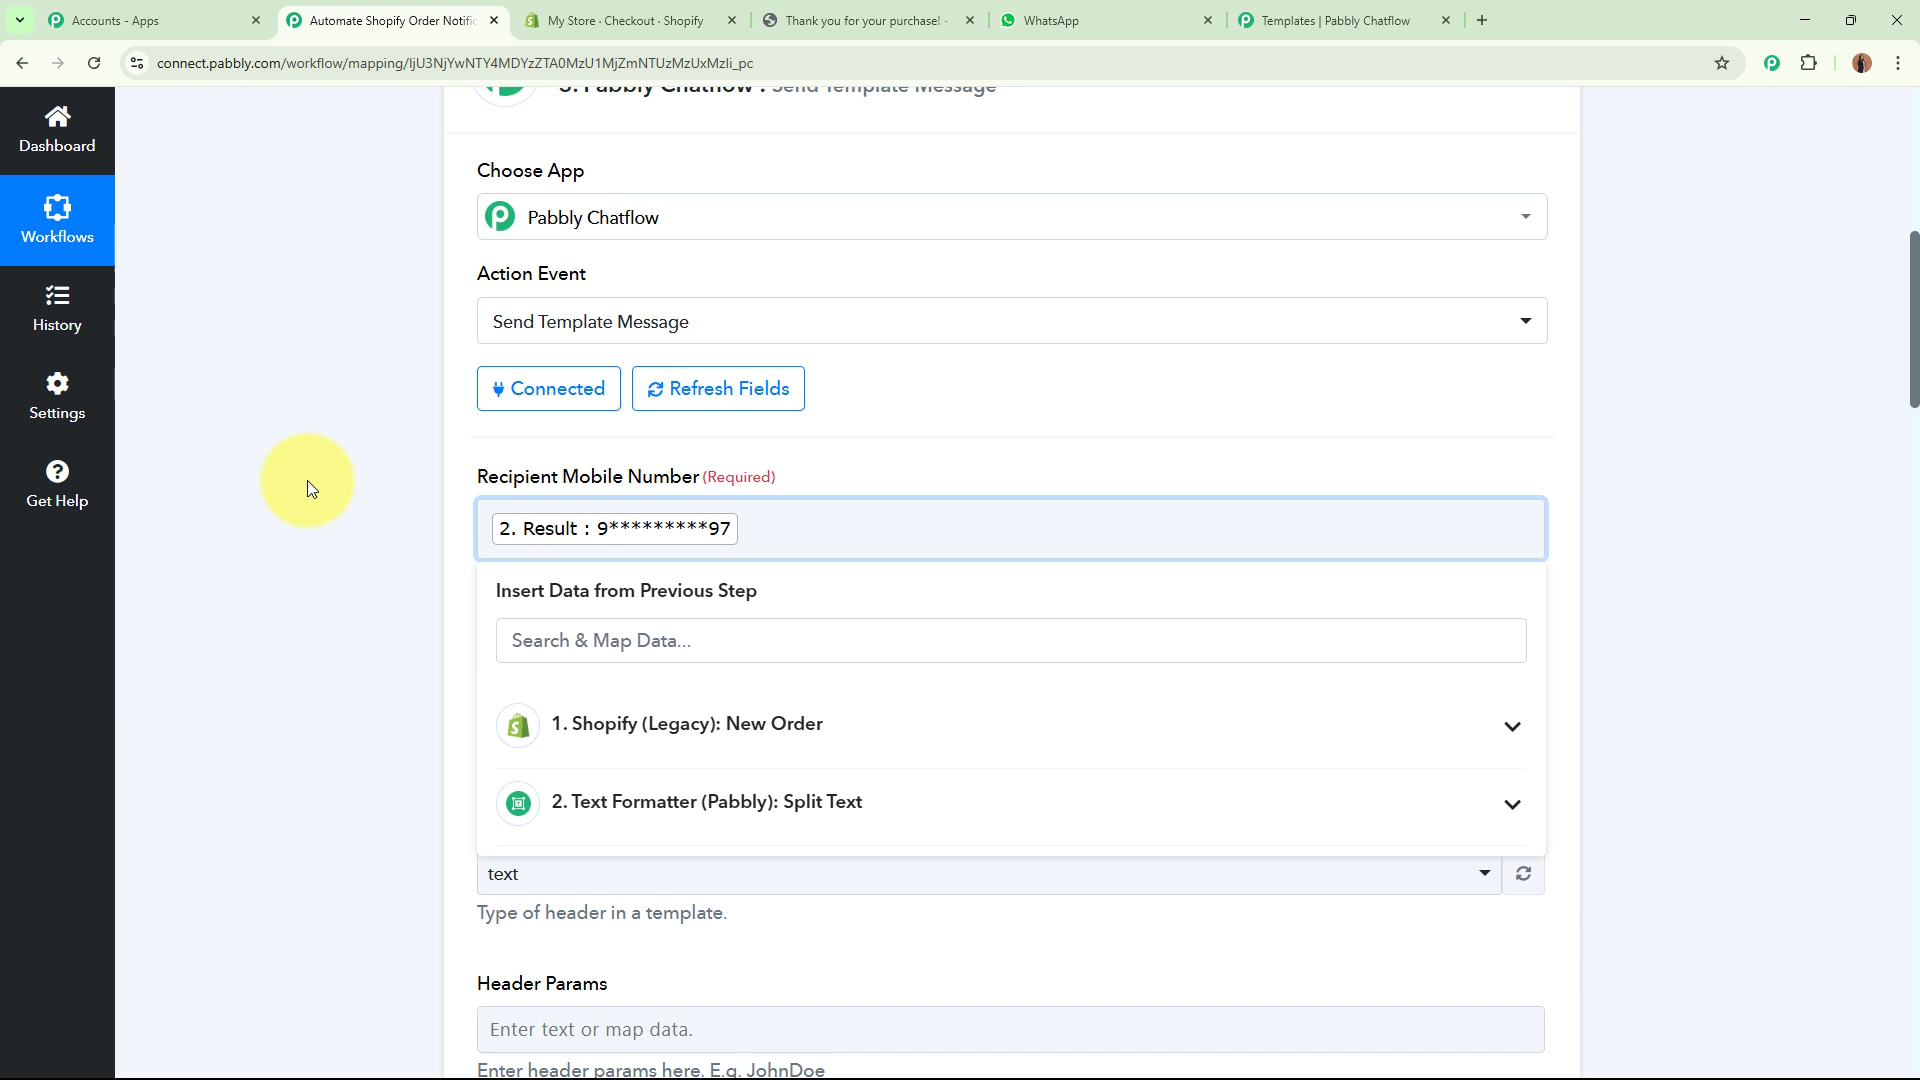 Accounts - Apps
Automate Shopify Order Notific
My Store - Checkout - Shopify
Thank you for your purchase! -
WhatsApp
Templates | Pabbly Chatflow
connect.pabbly.com/workflow/mapping/IjU3NjYwNTY4MDYzZTA0MzU1MjZmNTUzMzUxMzIi_pc
Dashboard
Workflows
History
Settings
Get Help
3. Pabbly Chatflow : Send Template Message
Choose App
Pabbly Chatflow
Action Event
Send Template Message
Connected
Refresh Fields
Recipient Mobile Number (Required)
2. Result : 9*********97
Insert Data from Previous Step
Search & Map Data...
1. Shopify (Legacy): New Order
2. Text Formatter (Pabbly): Split Text
text
Type of header in a template.
Header Params
Enter text or map data.
Enter header params here. E.g. JohnDoe